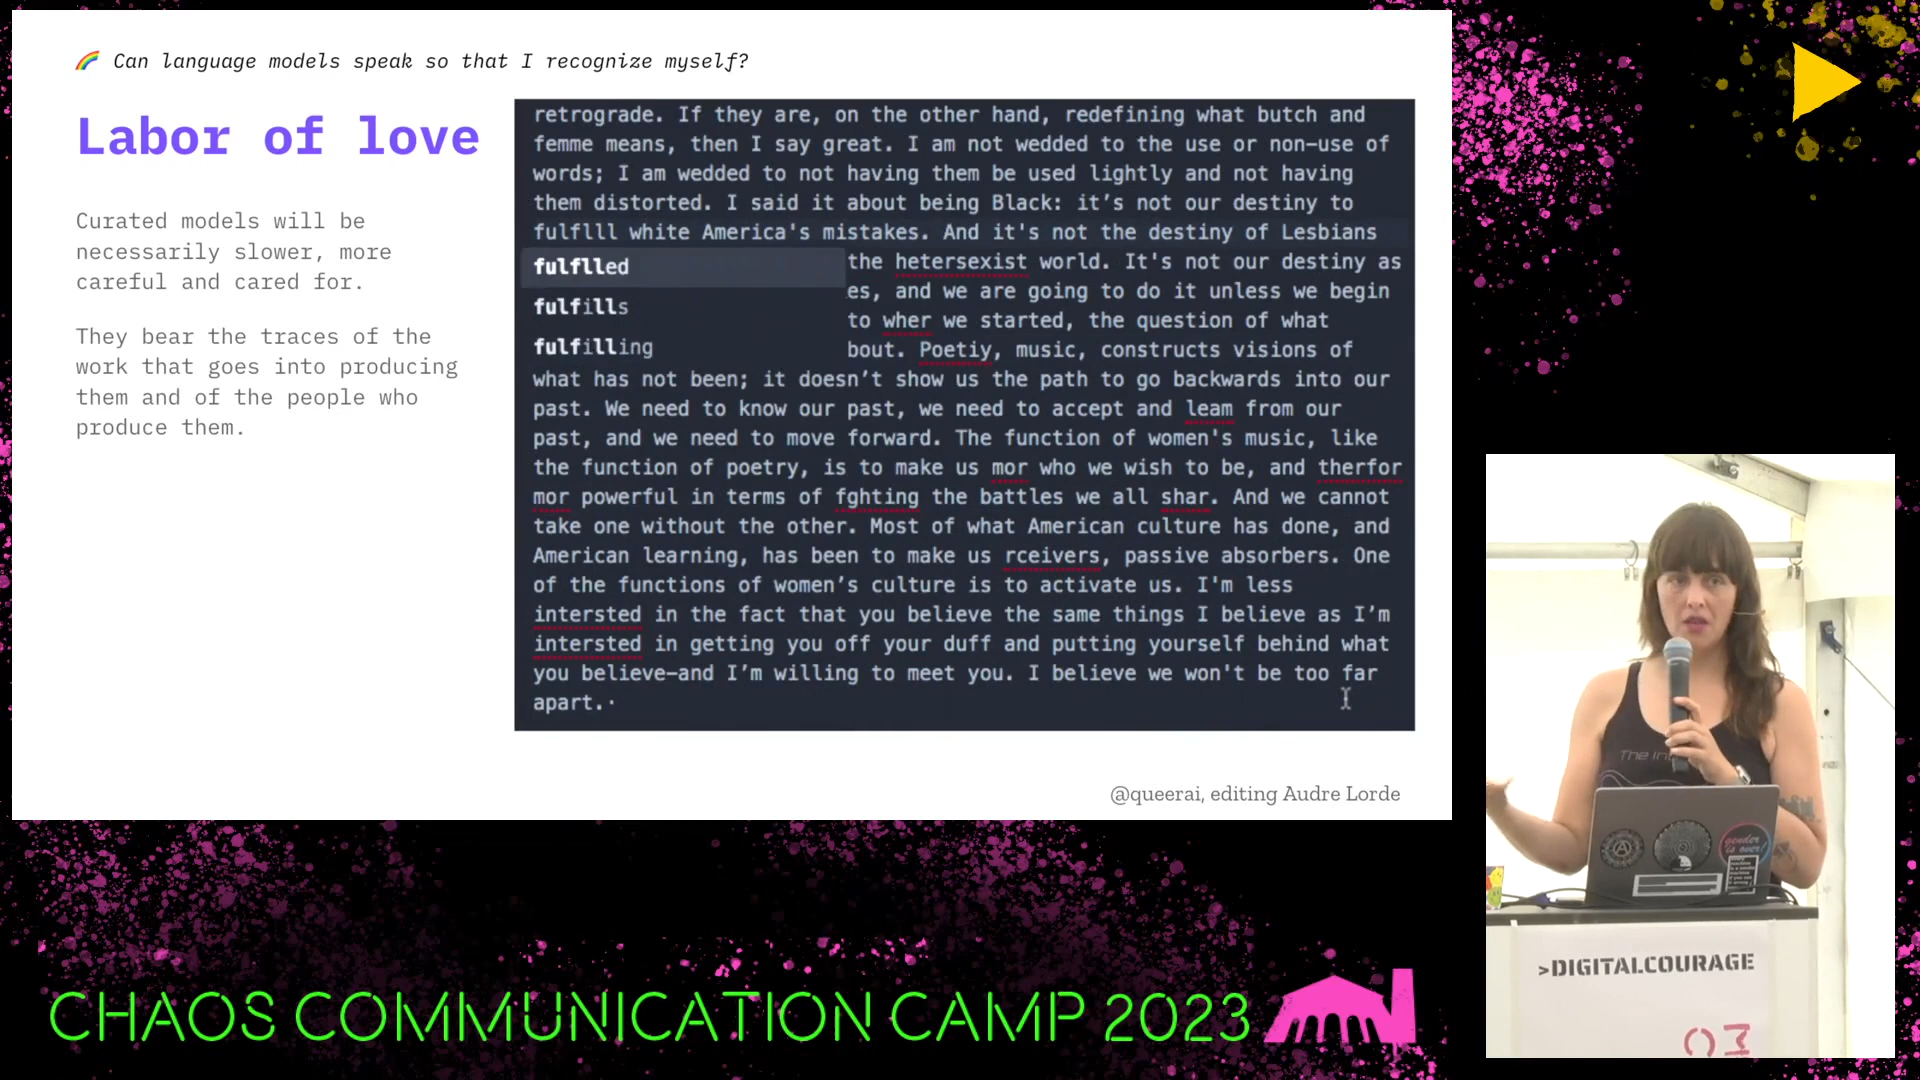 Can language models speak so that I recognize myself?
Labor of love
Curated models will be
necessarily slower, more
careful and cared for.
They bear the traces of the
work that goes into producing
them and of the people who
produce them.
retrograde. If they are, on the other hand, redefining what butch and
femme means, then I say great. I am not wedded to the use or non-use of
words; I am wedded to not having them be used lightly and not having
them distorted. I said it about being Black: it’s not our destiny to
fulflll white America's mistakes. And it's not the destiny of Lesbians
the hetersexist world. It's not our destiny as
es, and we are going to do it unless we begin
to wher we started, the question of what
bout. Poetiy, music, constructs visions of
fulflled
fulfills
fulfilling
what has not been; it doesn’t show us the path to go backwards into our
past. We need to know our past, we need to accept and leam from our
past, and we need to move forward. The function of women's music, like
the function of poetry, is to make us mor who we wish to be, and therfor
mor powerful in terms of fghting the battles we all shar. And we cannot
take one without the other. Most of what American culture has done, and
American learning, has been to make us rceivers, passive absorbers. One
of the functions of women’s culture is to activate us. I'm less
intersted in the fact that you believe the same things I believe as I’m
intersted in getting you off your duff and putting yourself behind what
you believe—and I’m willing to meet you. I believe we won't be too far
apart.·
@queerai, editing Audre Lorde
The in
gender
is over!
>DIGITALCOURAGE
CHAOS COMMUNICATION CAMP 2023